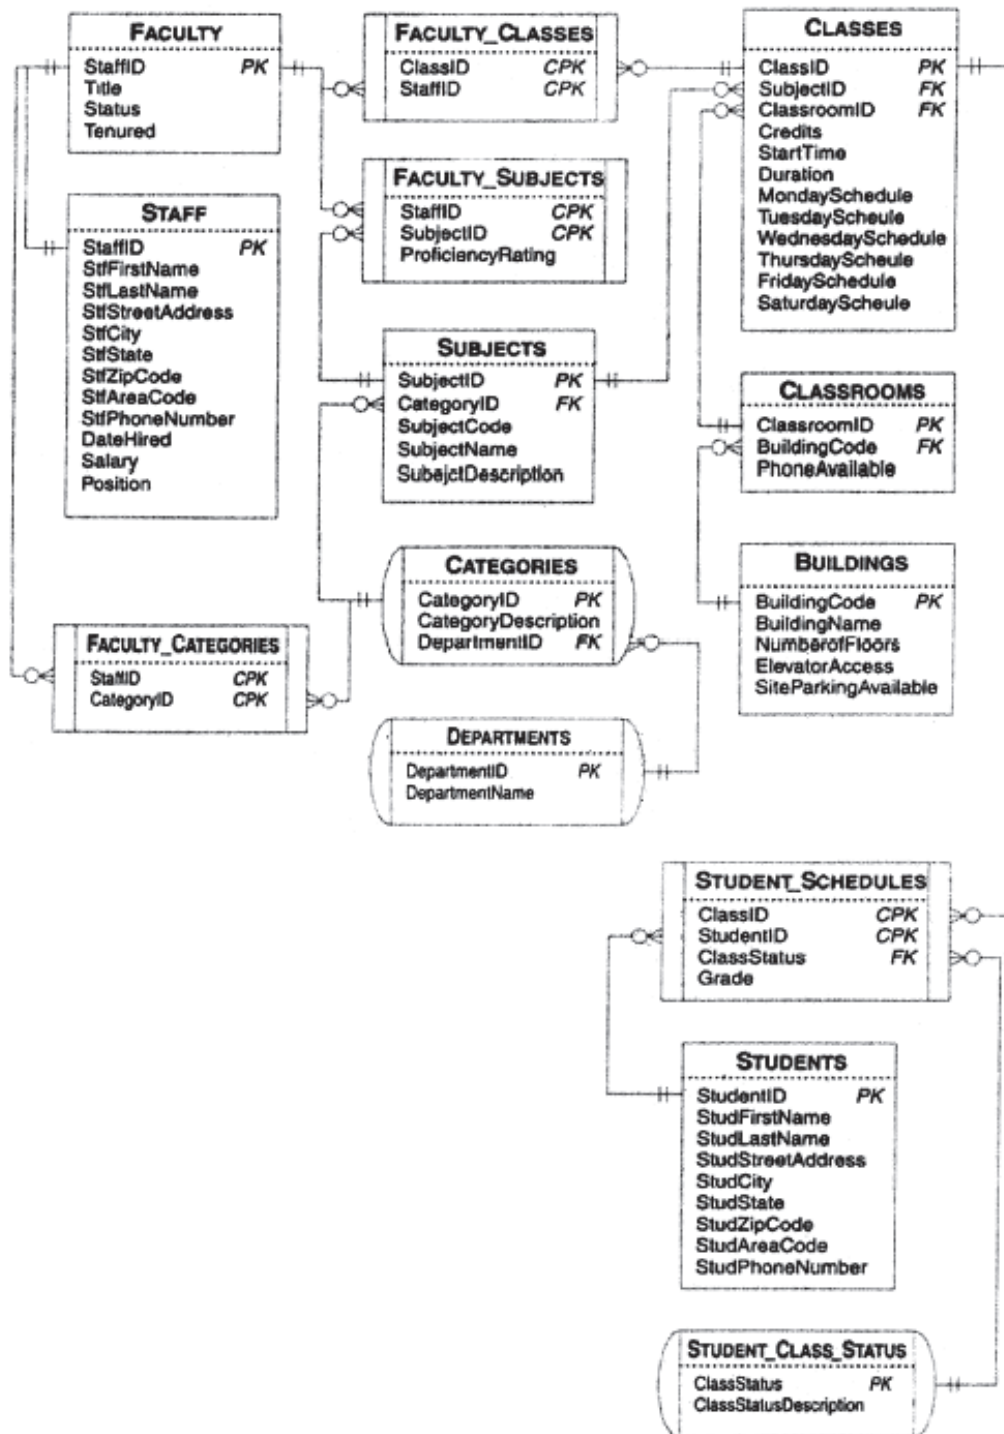 FACULTY
StaffID PK
Title
Status
Tenured
STAFF
StaffID PK
StfFirstName
StfLastName
StfStreetAddress
StfCity
StfState
StfZipCode
StfAreaCode
StfPhoneNumber
DateHired
Salary
Position
FACULTY_CATEGORIES
StaffID CPK
CategoryID CPK
FACULTY_CLASSES
ClassID CPK
StaffID CPK
FACULTY_SUBJECTS
StaffID CPK
SubjectID CPK
ProficiencyRating
SUBJECTS
SubjectID PK
CategoryID FK
SubjectCode
SubjectName
SubejctDescription
CATEGORIES
CategoryID PK
CategoryDescription
DepartmentID FK
DEPARTMENTS
DepartmentID PK
DepartmentName
CLASSES
ClassID PK
SubjectID FK
ClassroomID FK
Credits
StartTime
Duration
MondaySchedule
TuesdayScheule
WednesdaySchedule
ThursdayScheule
FridaySchedule
SaturdayScheule
CLASSROOMS
ClassroomID PK
BuildingCode FK
PhoneAvailable
BUILDINGS
BuildingCode PK
BuildingName
NumberofFloors
ElevatorAccess
SiteParkingAvailable
STUDENT_SCHEDULES
ClassID CPK
StudentID CPK
ClassStatus FK
Grade
STUDENTS
StudentID PK
StudFirstName
StudLastName
StudStreetAddress
StudCity
StudState
StudZipCode
StudAreaCode
StudPhoneNumber
STUDENT_CLASS_STATUS
ClassStatus PK
ClassStatusDescription